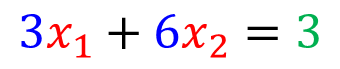 3x₁ + 6x₂ = 3